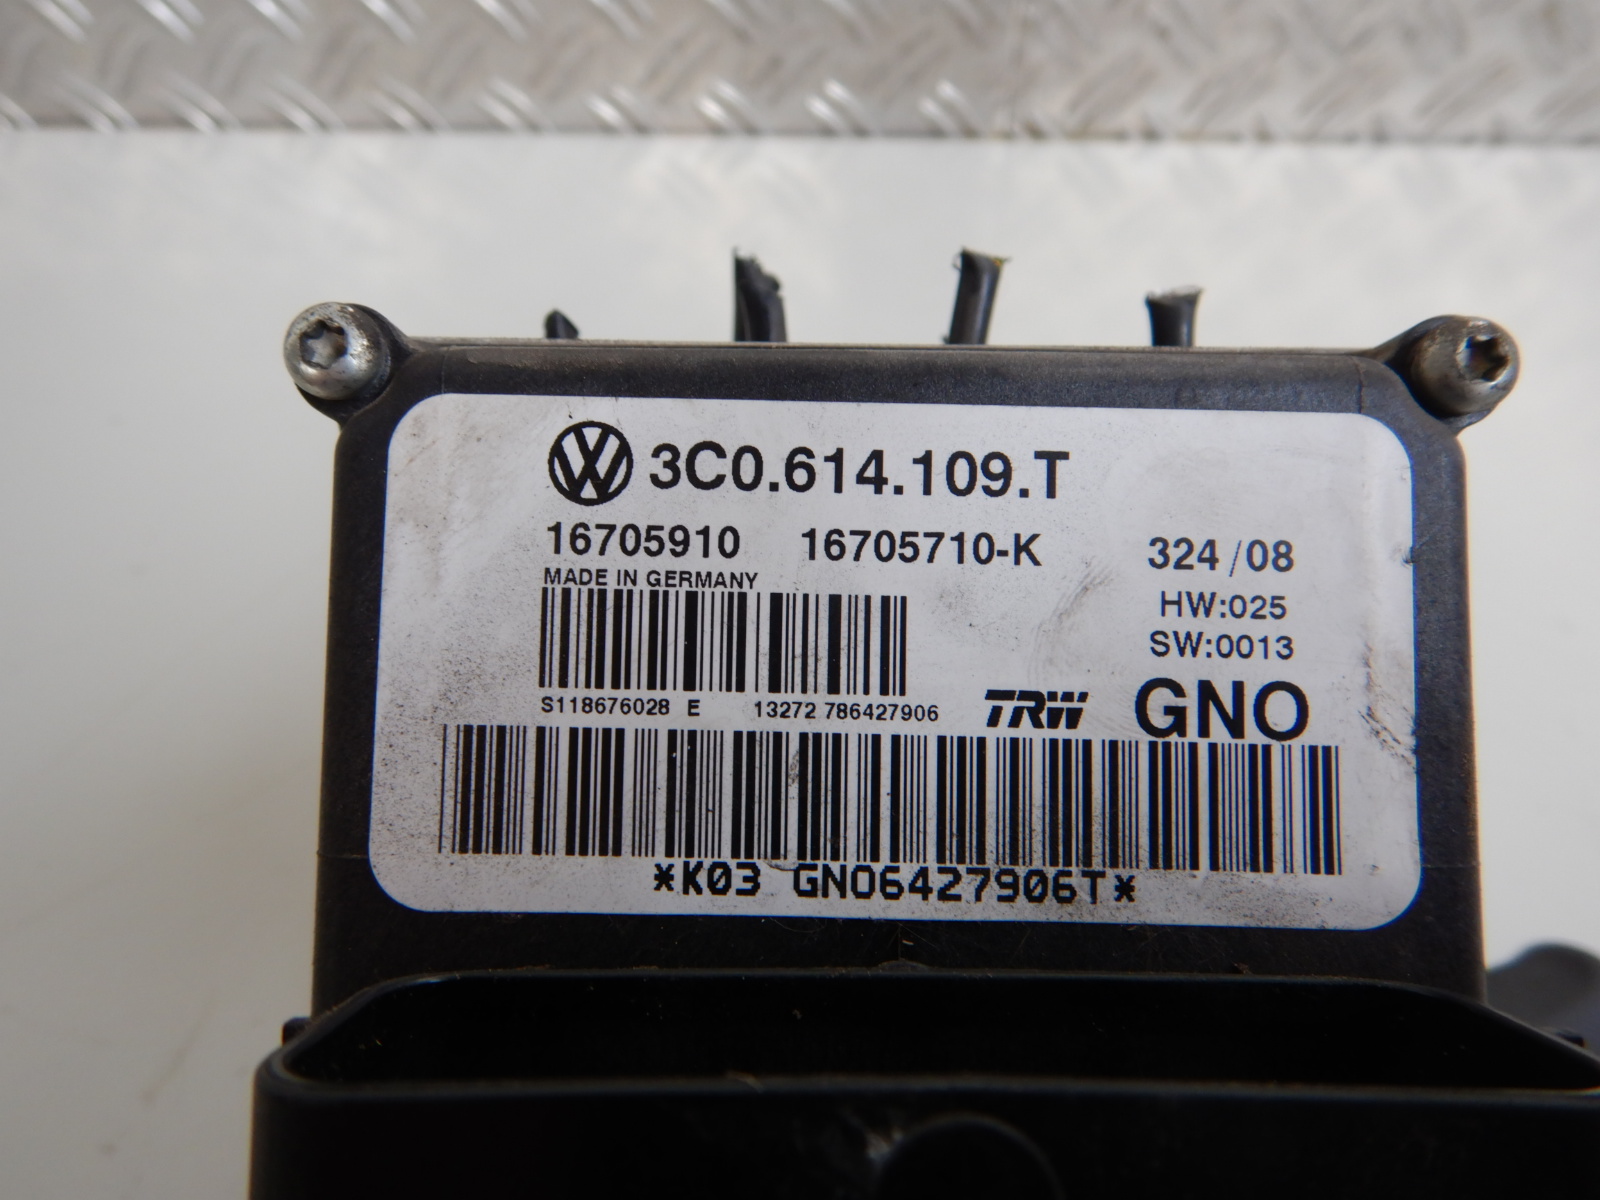 3C0.614.109.T
16705910 16705710-K 324/08
MADE IN GERMANY
HW:025
SW:0013
S118676028 E 13272 786427906
TRW GNO
*K03 GNO6427906T*